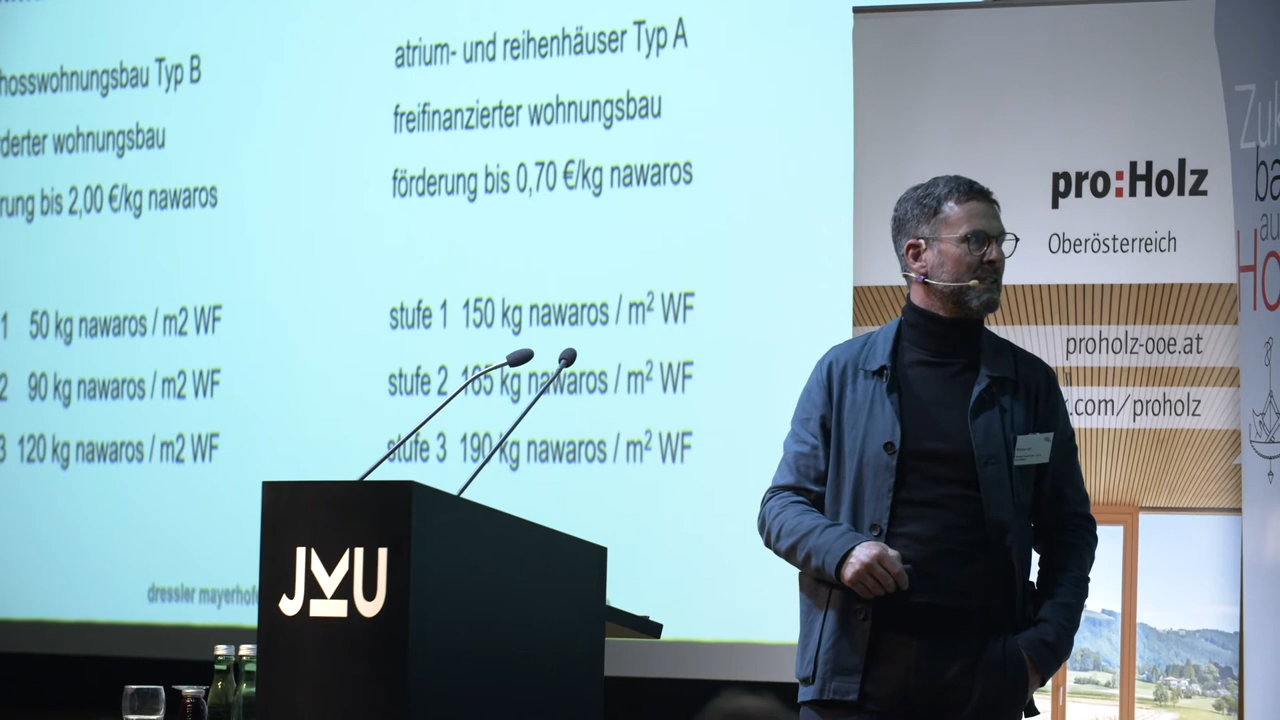 hosswohnungsbau Typ B
derter wohnungsbau
rung bis 2,00 €/kg nawaros
1 50 kg nawaros / m2 WF
2 90 kg nawaros / m2 WF
3 120 kg nawaros / m2 WF
atrium- und reihenhäuser Typ A
freifinanzierter wohnungsbau
förderung bis 0,70 €/kg nawaros
stufe 1 150 kg nawaros / m² WF
stufe 2 165 kg nawaros / m² WF
stufe 3 190 kg nawaros / m² WF
dressler mayerhofe
JMU
pro:Holz
Oberösterreich
proholz-ooe.at
k.com/proholz
Zu
ba
au
Ho